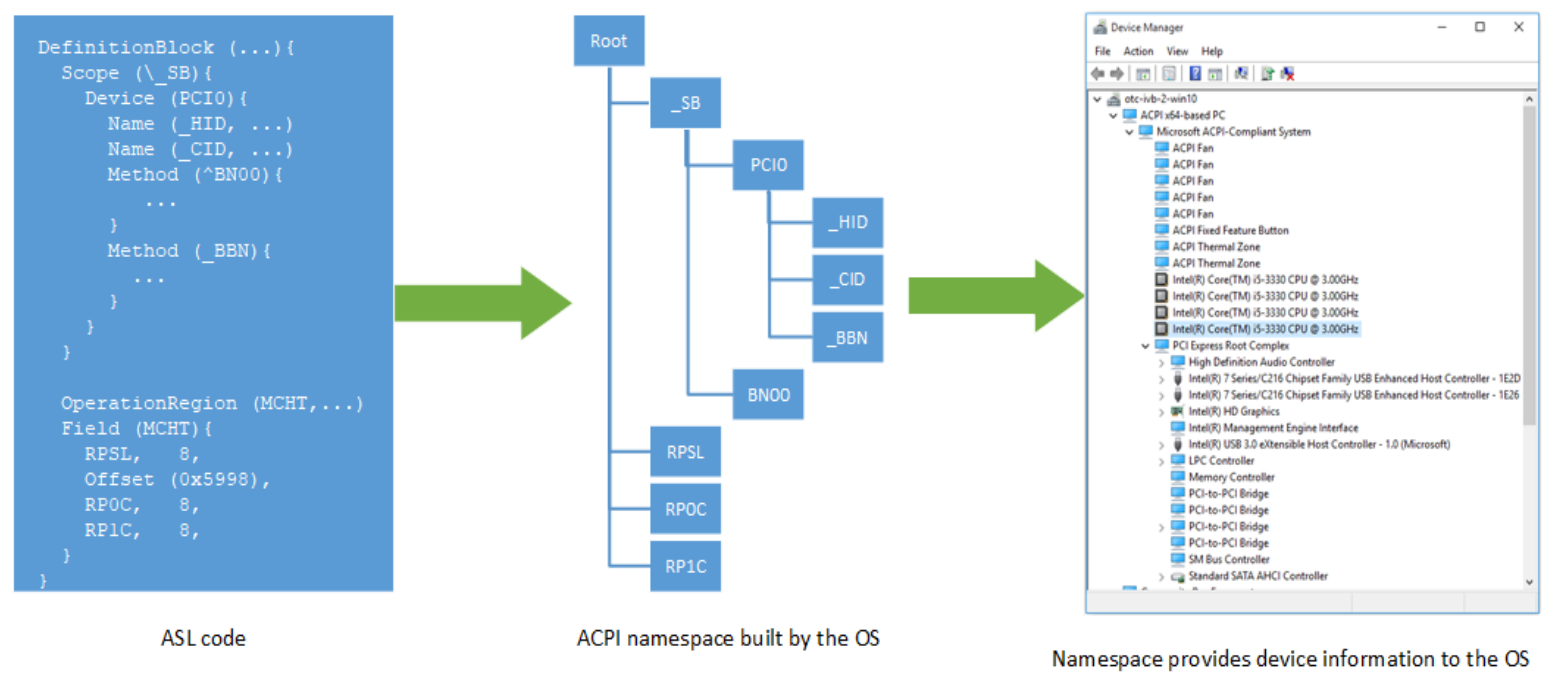 DefinitionBlock (...){
Scope (\_SB){
Device (PCI0){
Name (_HID, ...)
Name (_CID, ...)
Method (^BN00){
...
}
Method (_BBN){
...
}
}
}
OperationRegion (MCHT,...)
Field (MCHT){
RPSL, 8,
Offset (0x5998),
RP0C, 8,
RP1C, 8,
}
}
ASL code
Root
_SB
PCI0
_HID
_CID
_BBN
BN00
RPSL
RP0C
RP1C
ACPI namespace built by the OS
Device Manager
File Action View Help
otc-ivb-2-win10
ACPI x64-based PC
Microsoft ACPI-Compliant System
ACPI Fan
ACPI Fan
ACPI Fan
ACPI Fan
ACPI Fan
ACPI Fixed Feature Button
ACPI Thermal Zone
ACPI Thermal Zone
Intel(R) Core(TM) i5-3330 CPU @ 3.00GHz
Intel(R) Core(TM) i5-3330 CPU @ 3.00GHz
Intel(R) Core(TM) i5-3330 CPU @ 3.00GHz
Intel(R) Core(TM) i5-3330 CPU @ 3.00GHz
PCI Express Root Complex
High Definition Audio Controller
Intel(R) 7 Series/C216 Chipset Family USB Enhanced Host Controller - 1E2D
Intel(R) 7 Series/C216 Chipset Family USB Enhanced Host Controller - 1E26
Intel(R) HD Graphics
Intel(R) Management Engine Interface
Intel(R) USB 3.0 eXtensible Host Controller - 1.0 (Microsoft)
LPC Controller
Memory Controller
PCI-to-PCI Bridge
PCI-to-PCI Bridge
PCI-to-PCI Bridge
PCI-to-PCI Bridge
SM Bus Controller
Standard SATA AHCI Controller
Namespace provides device information to the OS